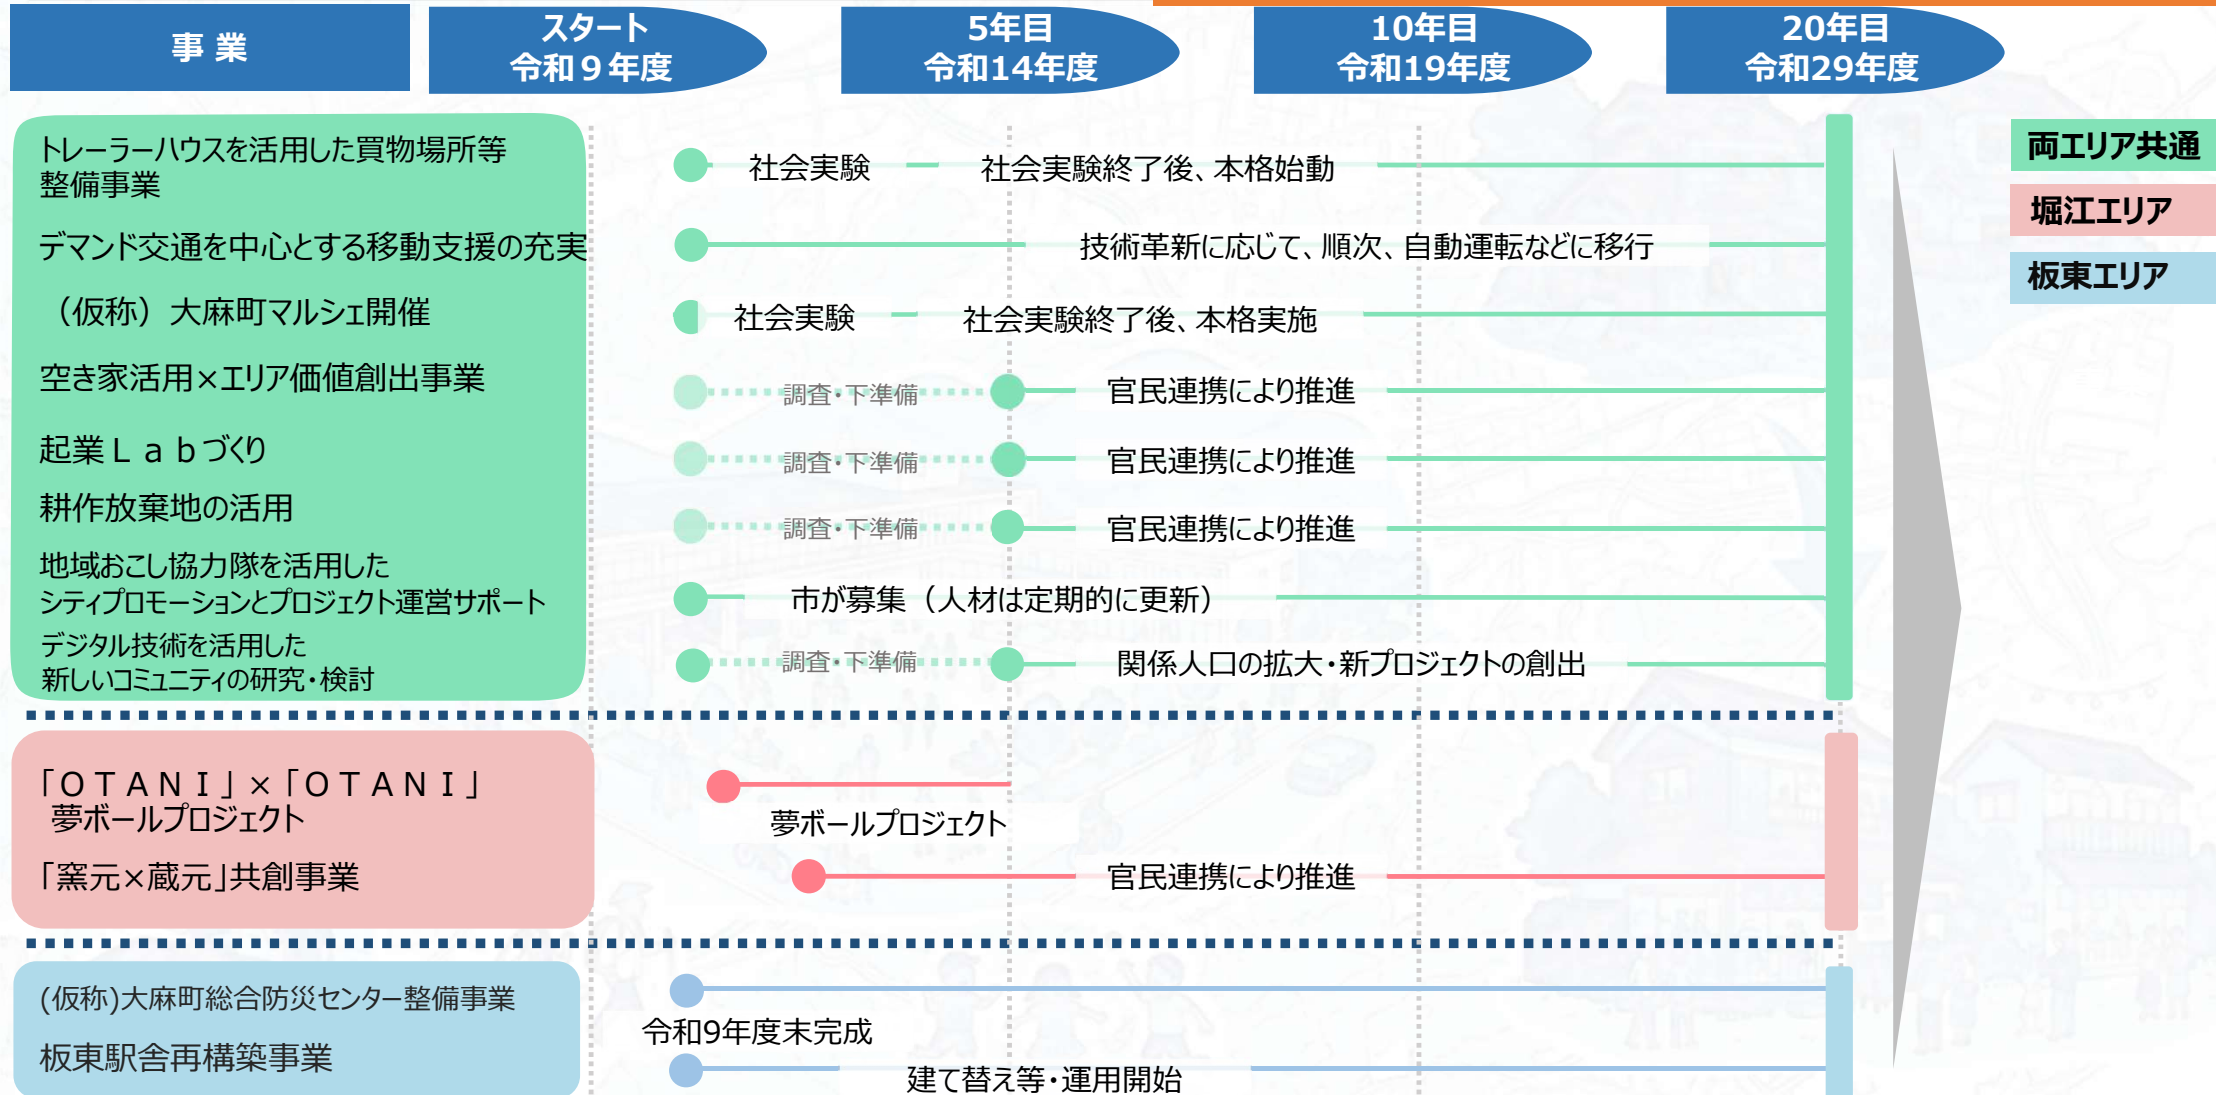 事 業
スタート
令和９年度
5年目
令和14年度
10年目
令和19年度
20年目
令和29年度
両エリア共通
堀江エリア
板東エリア
トレーラーハウスを活用した買物場所等
整備事業
社会実験
社会実験終了後、本格始動
デマンド交通を中心とする移動支援の充実
技術革新に応じて、順次、自動運転などに移行
（仮称）大麻町マルシェ開催
社会実験
社会実験終了後、本格実施
空き家活用×エリア価値創出事業
調査・下準備
官民連携により推進
起業Ｌａｂづくり
調査・下準備
官民連携により推進
耕作放棄地の活用
調査・下準備
官民連携により推進
地域おこし協力隊を活用した
シティプロモーションとプロジェクト運営サポート
市が募集（人材は定期的に更新）
デジタル技術を活用した
新しいコミュニティの研究・検討
調査・下準備
関係人口の拡大・新プロジェクトの創出
「ＯＴＡＮＩ」×「ＯＴＡＮＩ」
夢ボールプロジェクト
夢ボールプロジェクト
「窯元×蔵元」共創事業
官民連携により推進
(仮称)大麻町総合防災センター整備事業
令和9年度末完成
板東駅舎再構築事業
建て替え等・運用開始